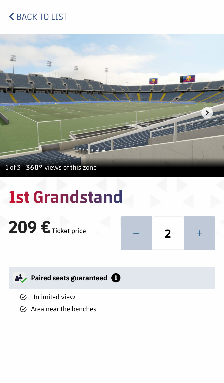 BACK TO LIST
1 of 3 - 360º views of this zone
1st Grandstand
209 € Ticket price
− 2 +
Paired seats guaranteed i
Unlimited view
Area near the benches